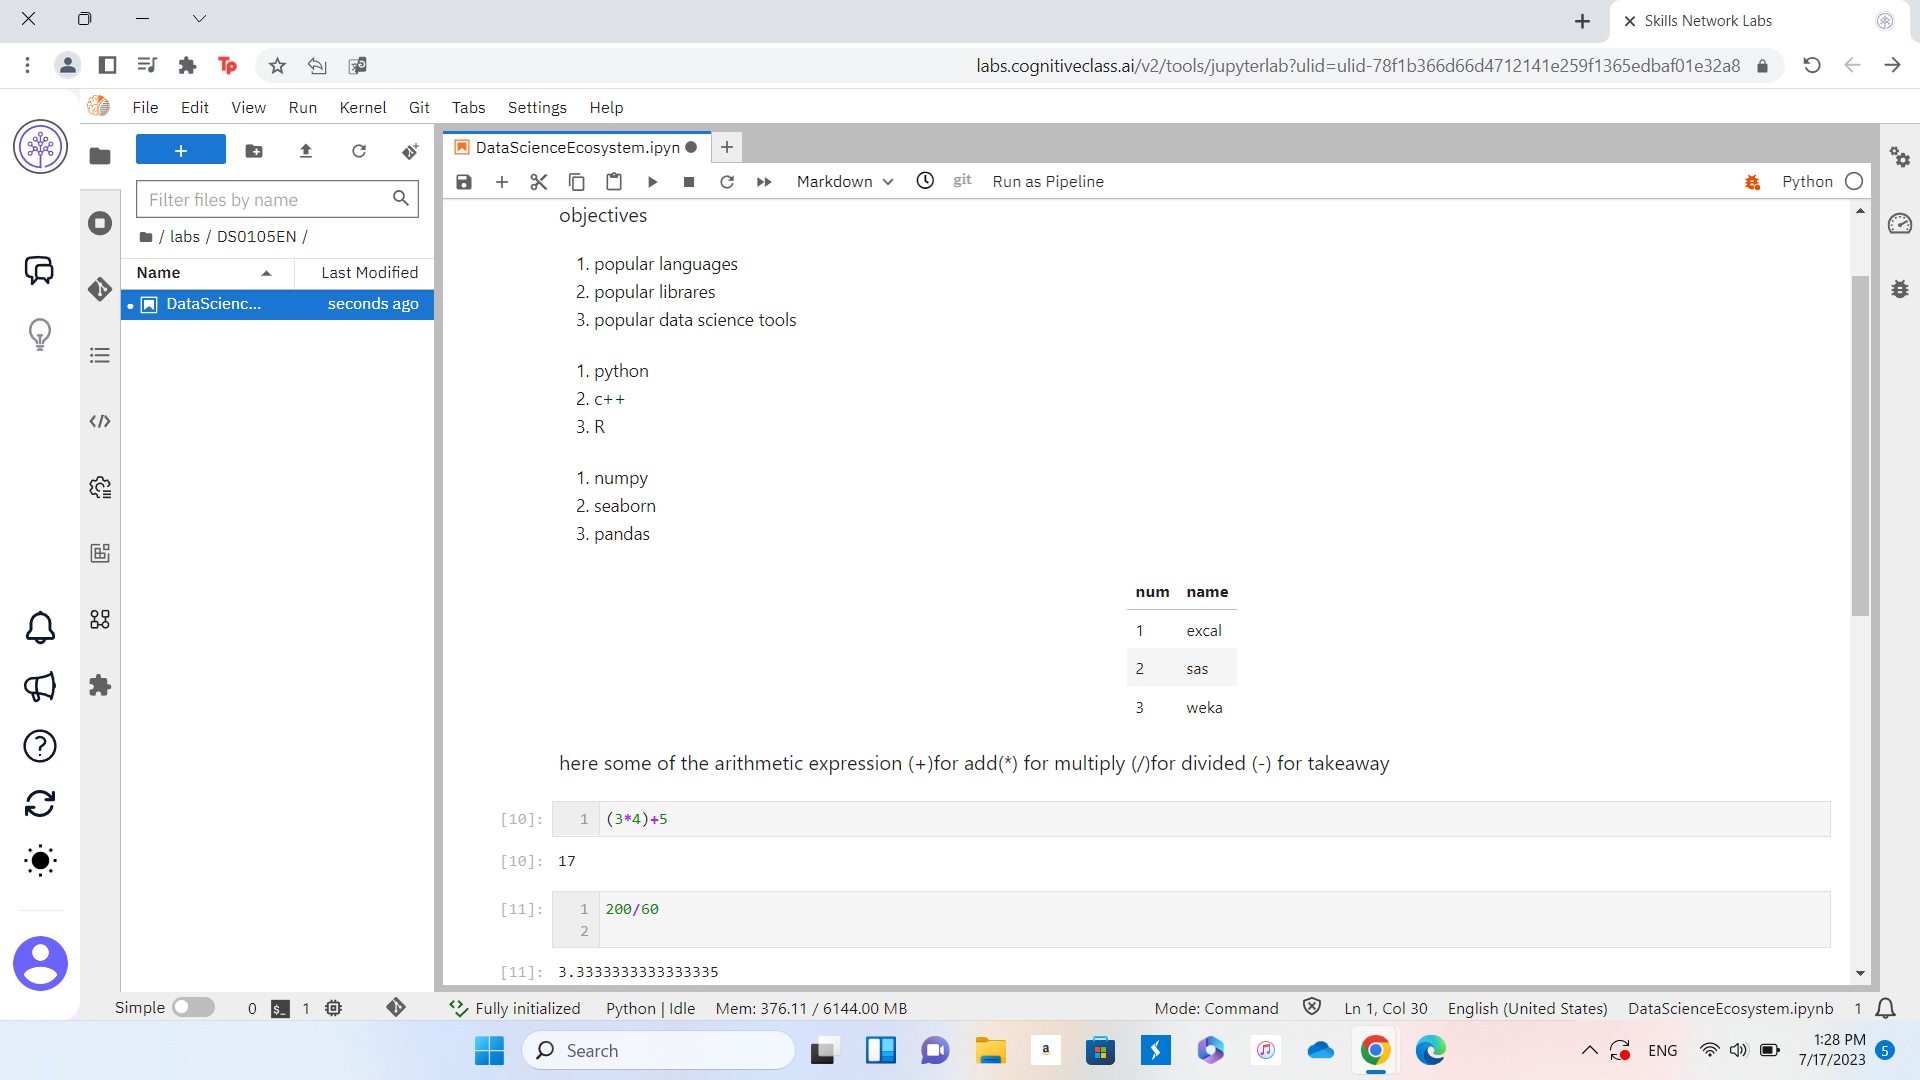 Skills Network Labs
labs.cognitiveclass.ai/v2/tools/jupyterlab?ulid=ulid-78f1b366d66d4712141e259f1365edbaf01e32a8
Tp
File Edit View Run Kernel Git Tabs Settings Help
DataScienceEcosystem.ipyn
Markdown git Run as Pipeline Python
Filter files by name
/ labs / DS0105EN /
Name Last Modified
DataScienc... seconds ago
objectives
1. popular languages
2. popular librares
3. popular data science tools
1. python
2. c++
3. R
1. numpy
2. seaborn
3. pandas
num name
1 excal
2 sas
3 weka
here some of the arithmetic expression (+)for add(*) for multiply (/)for divided (-) for takeaway
[10]: 1 (3*4)+5
[10]: 17
[11]: 1 200/60
2
[11]: 3.3333333333333335
Simple 0 $_ 1 Fully initialized Python | Idle Mem: 376.11 / 6144.00 MB Mode: Command Ln 1, Col 30 English (United States) DataScienceEcosystem.ipynb 1
Search a ENG 1:28 PM
7/17/2023 5